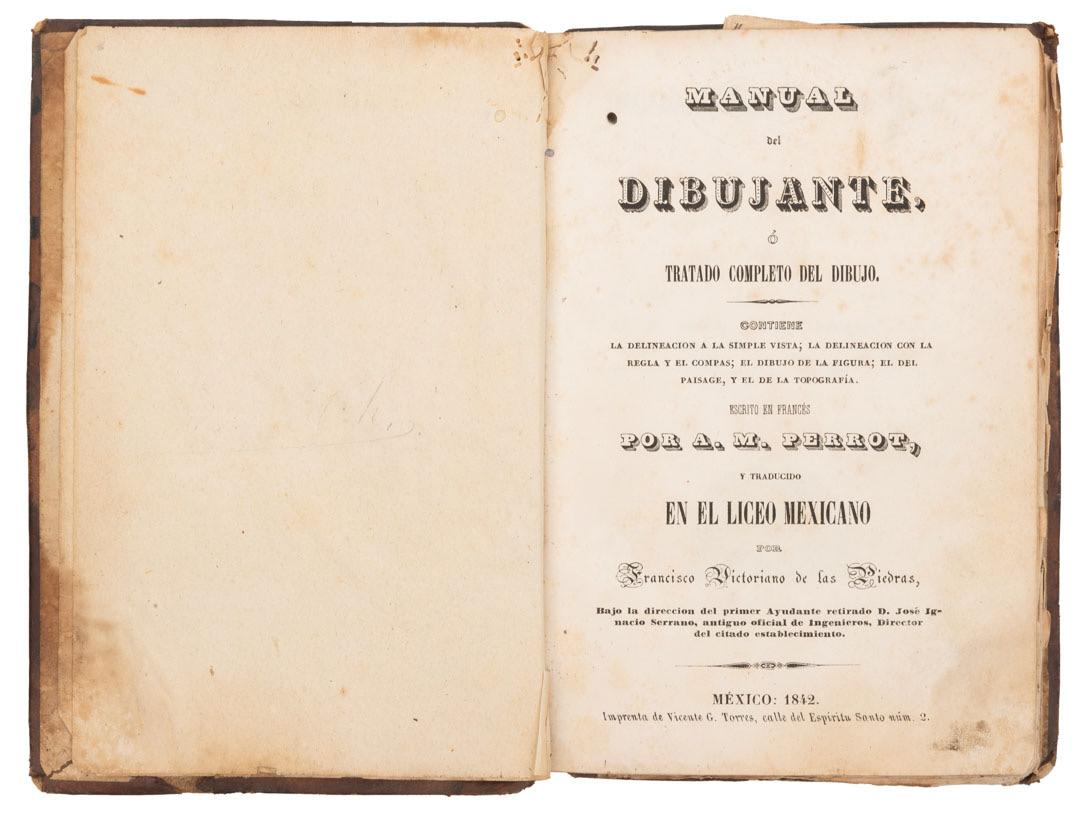 MANUAL
del
DIBUJANTE,
Ó
TRATADO COMPLETO DEL DIBUJO.
CONTIENE
LA DELINEACION A LA SIMPLE VISTA; LA DELINEACION CON LA
REGLA Y EL COMPAS; EL DIBUJO DE LA FIGURA; EL DEL
PAISAGE, Y EL DE LA TOPOGRAFÍA.
ESCRITO EN FRANCÉS
POR A. M. PERROT,
Y TRADUCIDO
EN EL LICEO MEXICANO
POR
Francisco Victoriano de las Piedras,
Bajo la direccion del primer Ayudante retirado D. José Ig-
nacio Serrano, antiguo oficial de Ingenieros, Director
del citado establecimiento.
MÉXICO: 1842.
Imprenta de Vicente G. Torres, calle del Espíritu Santo núm. 2.